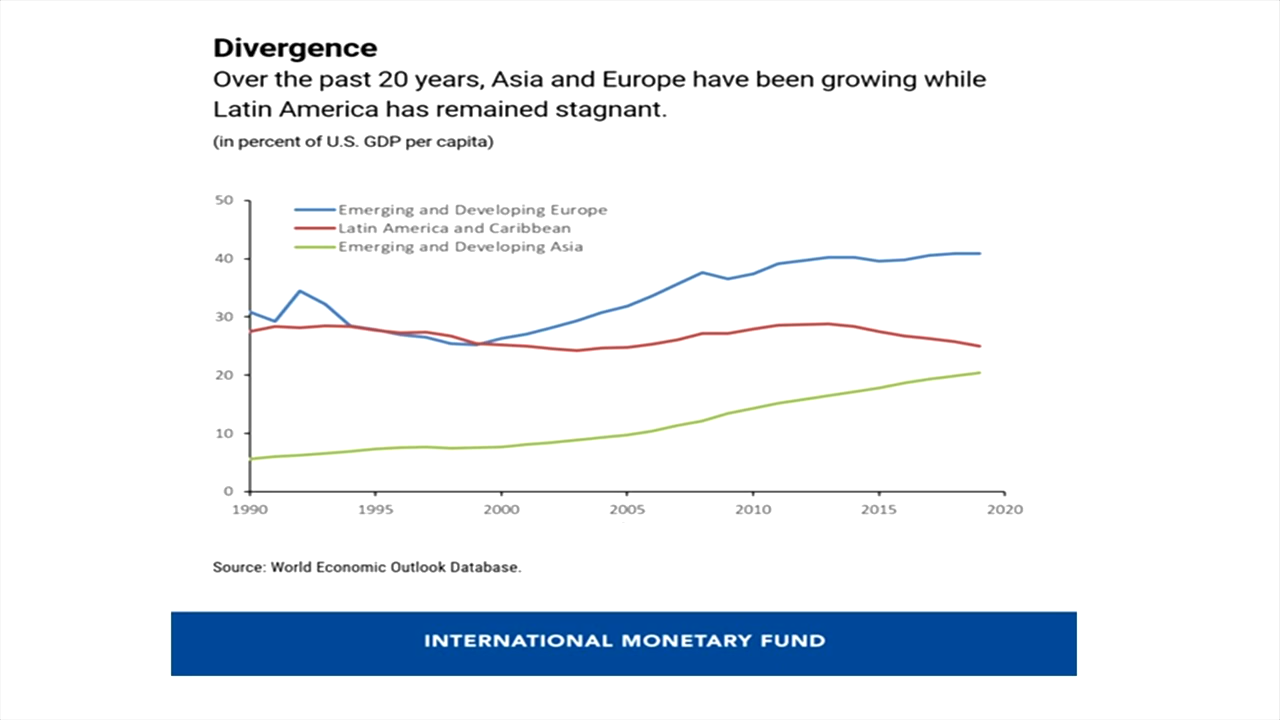 Divergence
Over the past 20 years, Asia and Europe have been growing while
Latin America has remained stagnant.
(in percent of U.S. GDP per capita)
50
Emerging and Developing Europe
Latin America and Caribbean
Emerging and Developing Asia
40
30
20
10
0
1990 1995 2000 2005 2010 2015 2020
Source: World Economic Outlook Database.
INTERNATIONAL MONETARY FUND